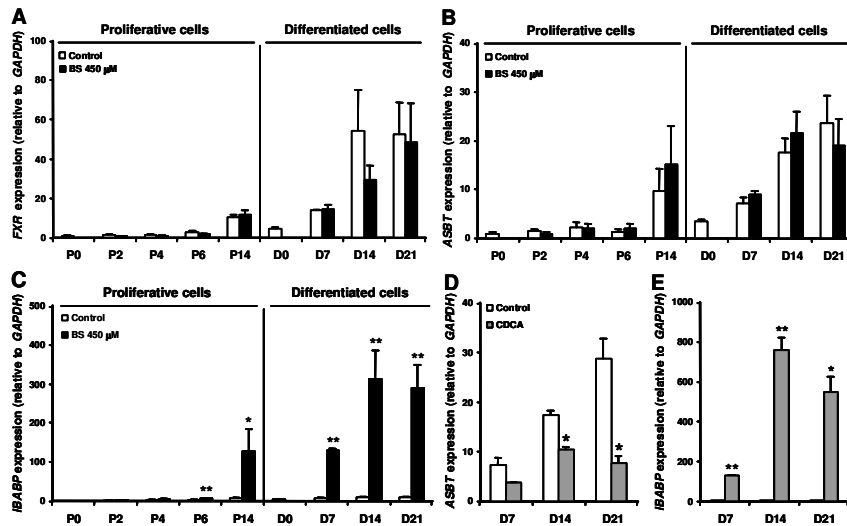 A
Proliferative cells
Differentiated cells
FXR expression (relative to GAPDH)
100
80
60
40
20
0
Control
BS 450 µM
P0 P2 P4 P6 P14 D0 D7 D14 D21
B
Proliferative cells
Differentiated cells
ASBT expression (relative to GAPDH)
40
30
20
10
0
Control
BS 450 µM
P0 P2 P4 P6 P14 D0 D7 D14 D21
C
Proliferative cells
Differentiated cells
IBABP expression (relative to GAPDH)
500
400
300
200
100
0
Control
BS 450 µM
** * ** ** **
P0 P2 P4 P6 P14 D0 D7 D14 D21
D
ASBT expression (relative to GAPDH)
40
30
20
10
0
Control
CDCA
* *
D7 D14 D21
E
IBABP expression (relative to GAPDH)
1000
800
600
400
200
0
** ** *
D7 D14 D21